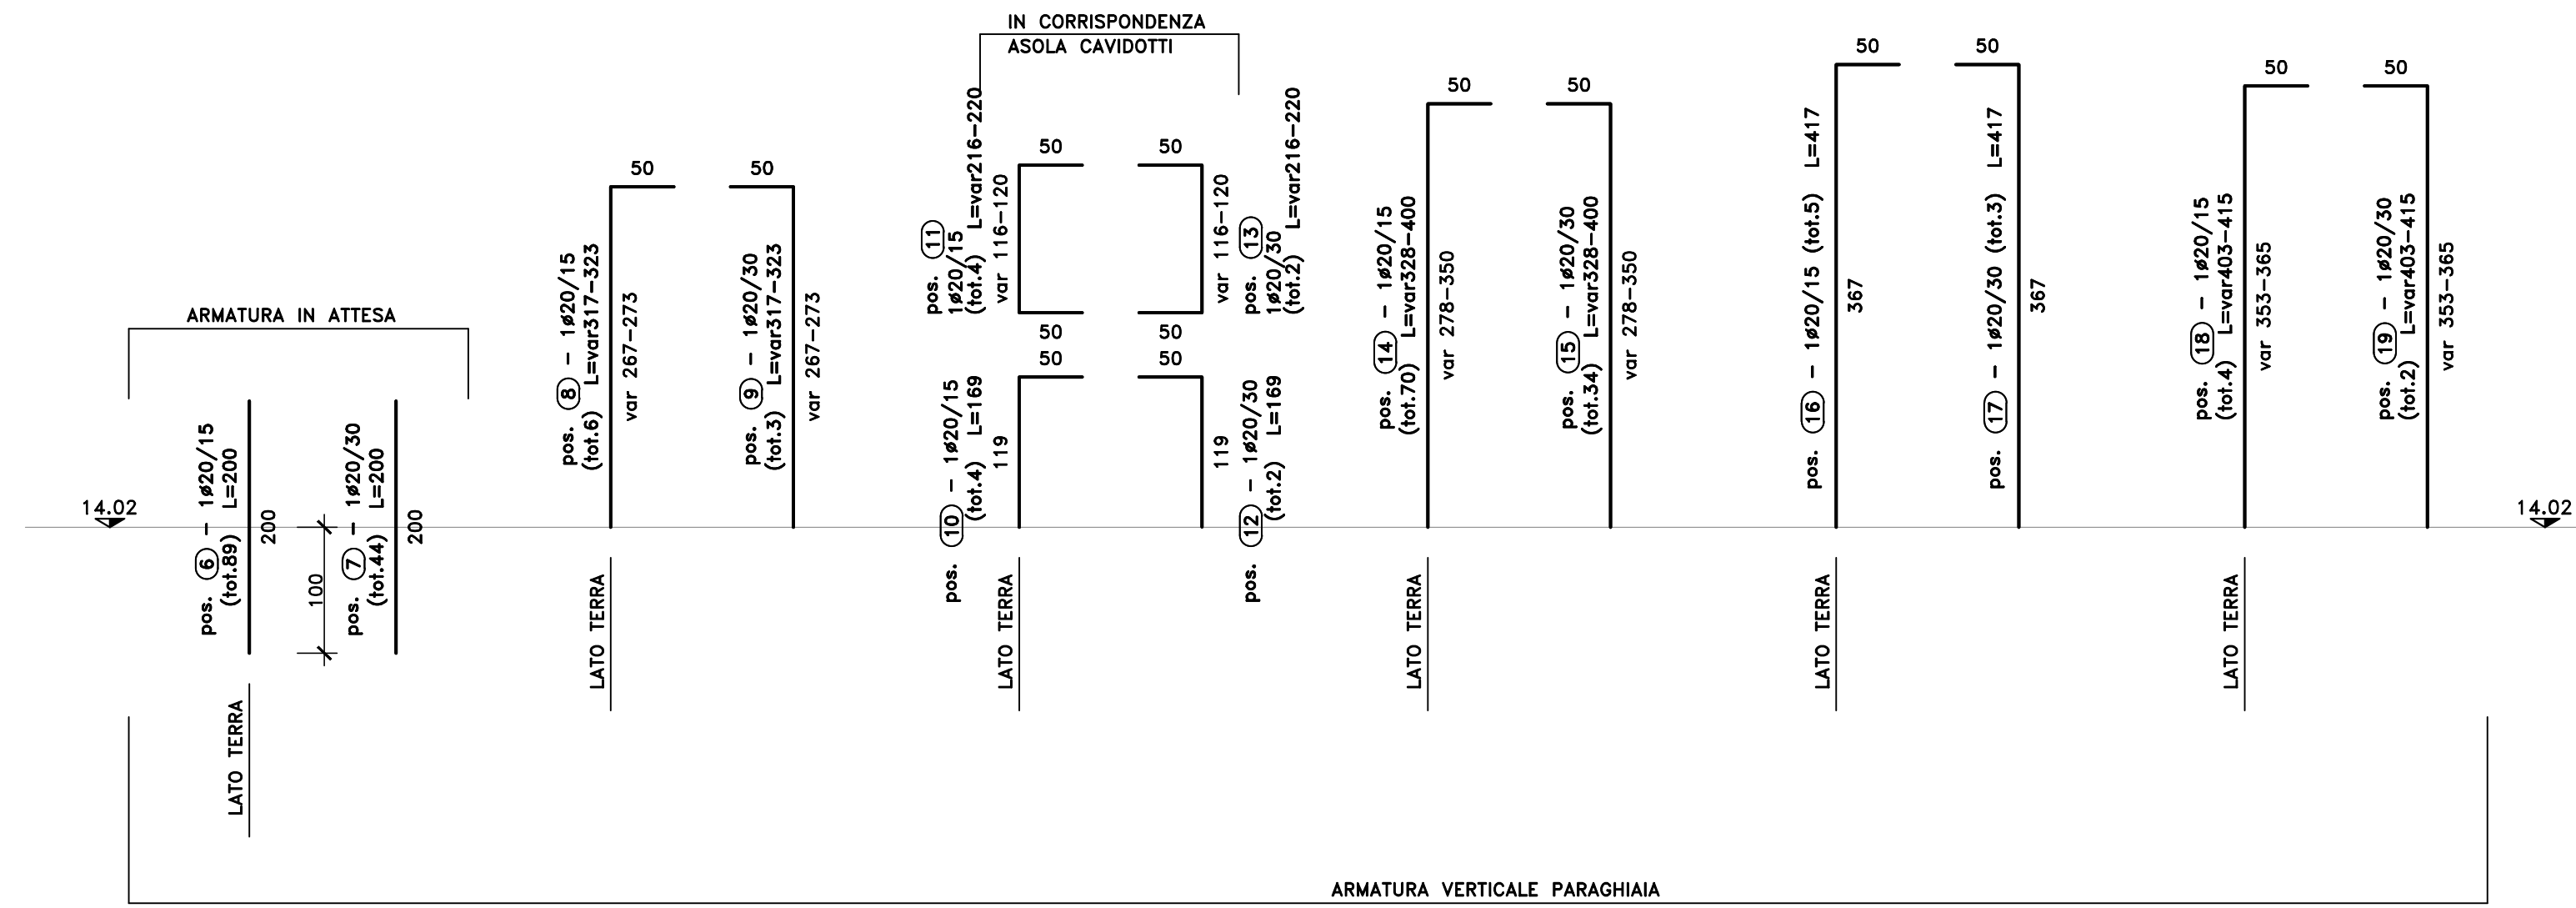 IN CORRISPONDENZA
ASOLA CAVIDOTTI
ARMATURA IN ATTESA
14.02
pos. 6 - 1ø20/15
(tot.89) L=200
200
100
pos. 7 - 1ø20/30
(tot.44) L=200
200
LATO TERRA
50
pos. 8 - 1ø20/15
(tot.6) L=var317-323
var 267-273
50
pos. 9 - 1ø20/30
(tot.3) L=var317-323
var 267-273
LATO TERRA
pos. 11
1ø20/15
(tot.4) L=var216-220
var 116-120
50
50
50
50
var 116-120
pos. 13
1ø20/30
(tot.2) L=var216-220
pos. 10 - 1ø20/15
(tot.4) L=169
119
50
50
119
pos. 12 - 1ø20/30
(tot.2) L=169
LATO TERRA
50
pos. 14 - 1ø20/15
(tot.70) L=var328-400
var 278-350
50
pos. 15 - 1ø20/30
(tot.34) L=var328-400
var 278-350
LATO TERRA
50
pos. 16 - 1ø20/15 (tot.5) L=417
367
50
pos. 17 - 1ø20/30 (tot.3) L=417
367
LATO TERRA
50
pos. 18 - 1ø20/15
(tot.4) L=var403-415
var 353-365
50
pos. 19 - 1ø20/30
(tot.2) L=var403-415
var 353-365
LATO TERRA
14.02
ARMATURA VERTICALE PARAGHIAIA